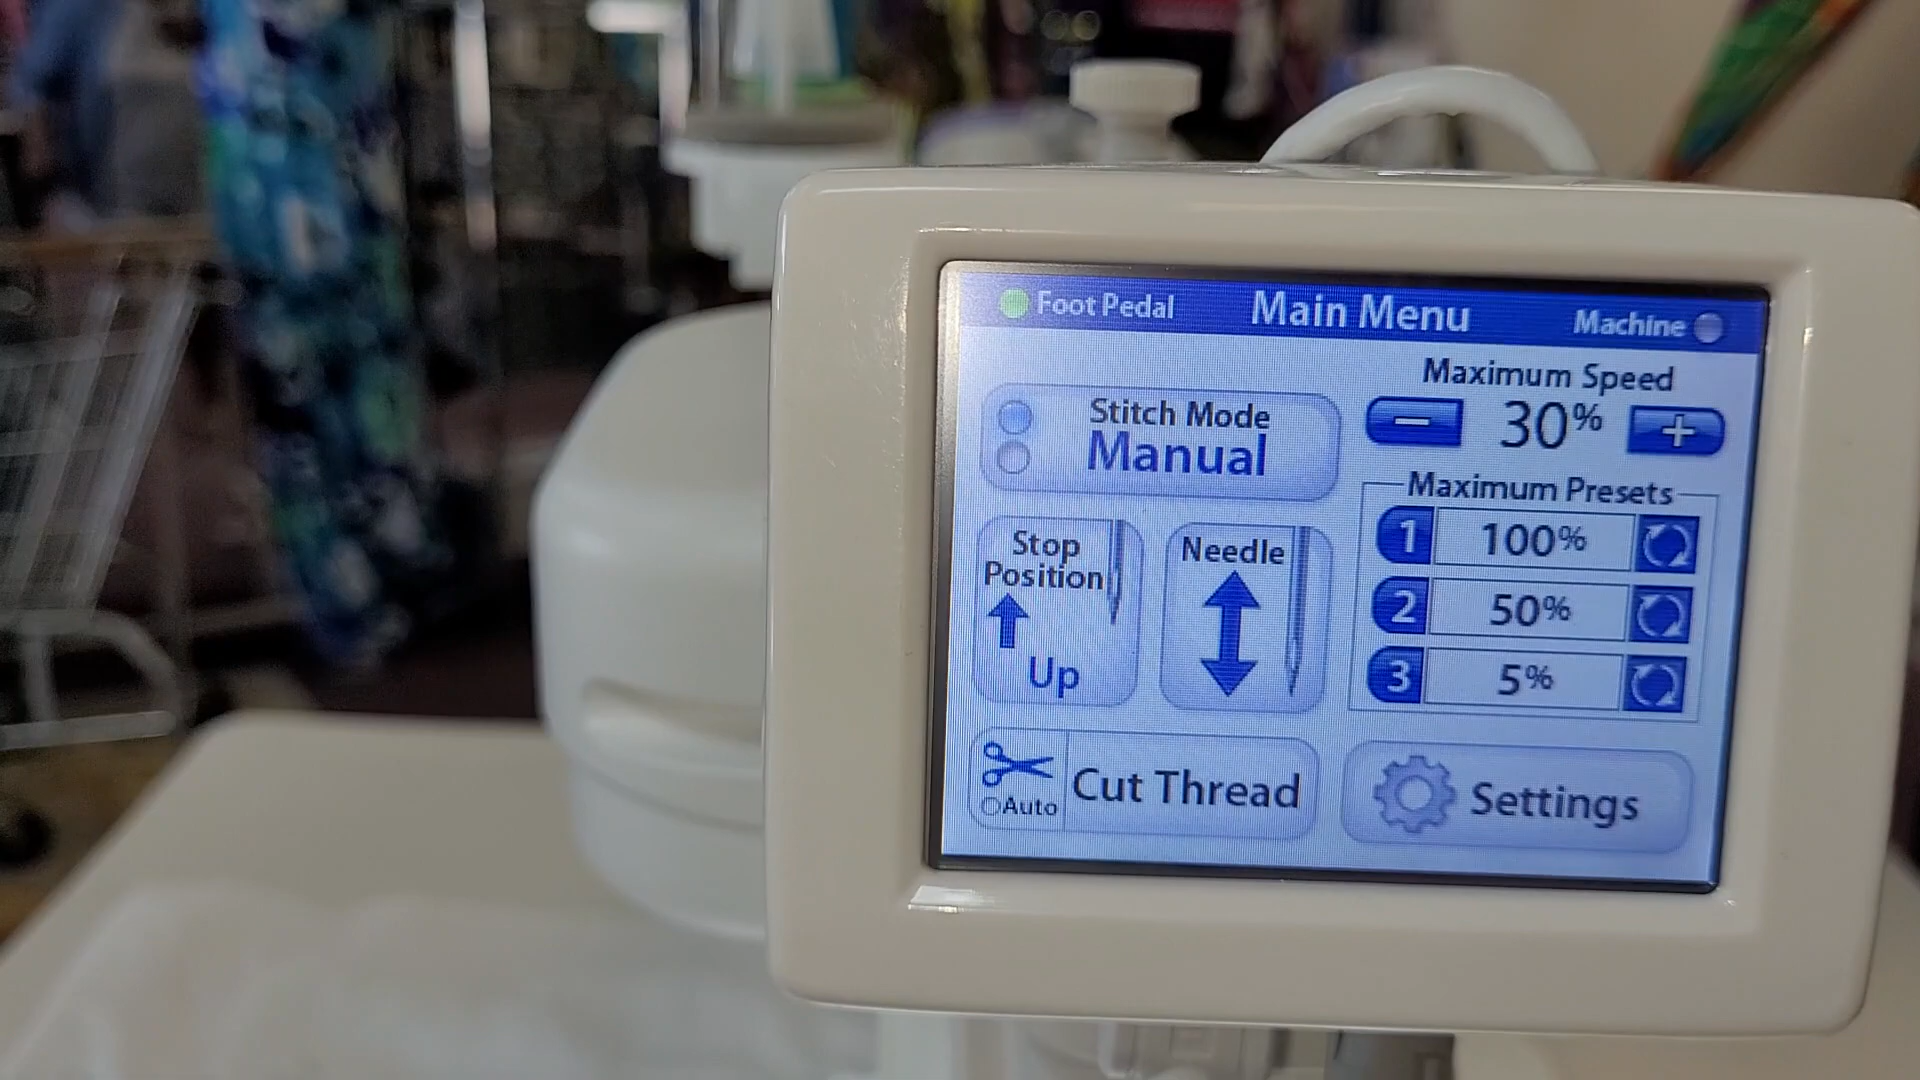 Foot Pedal Main Menu Machine
Maximum Speed
30%
Stitch Mode
Manual
Stop
Position
Up
Needle
Maximum Presets
1 100%
2 50%
3 5%
Auto
Cut Thread
Settings